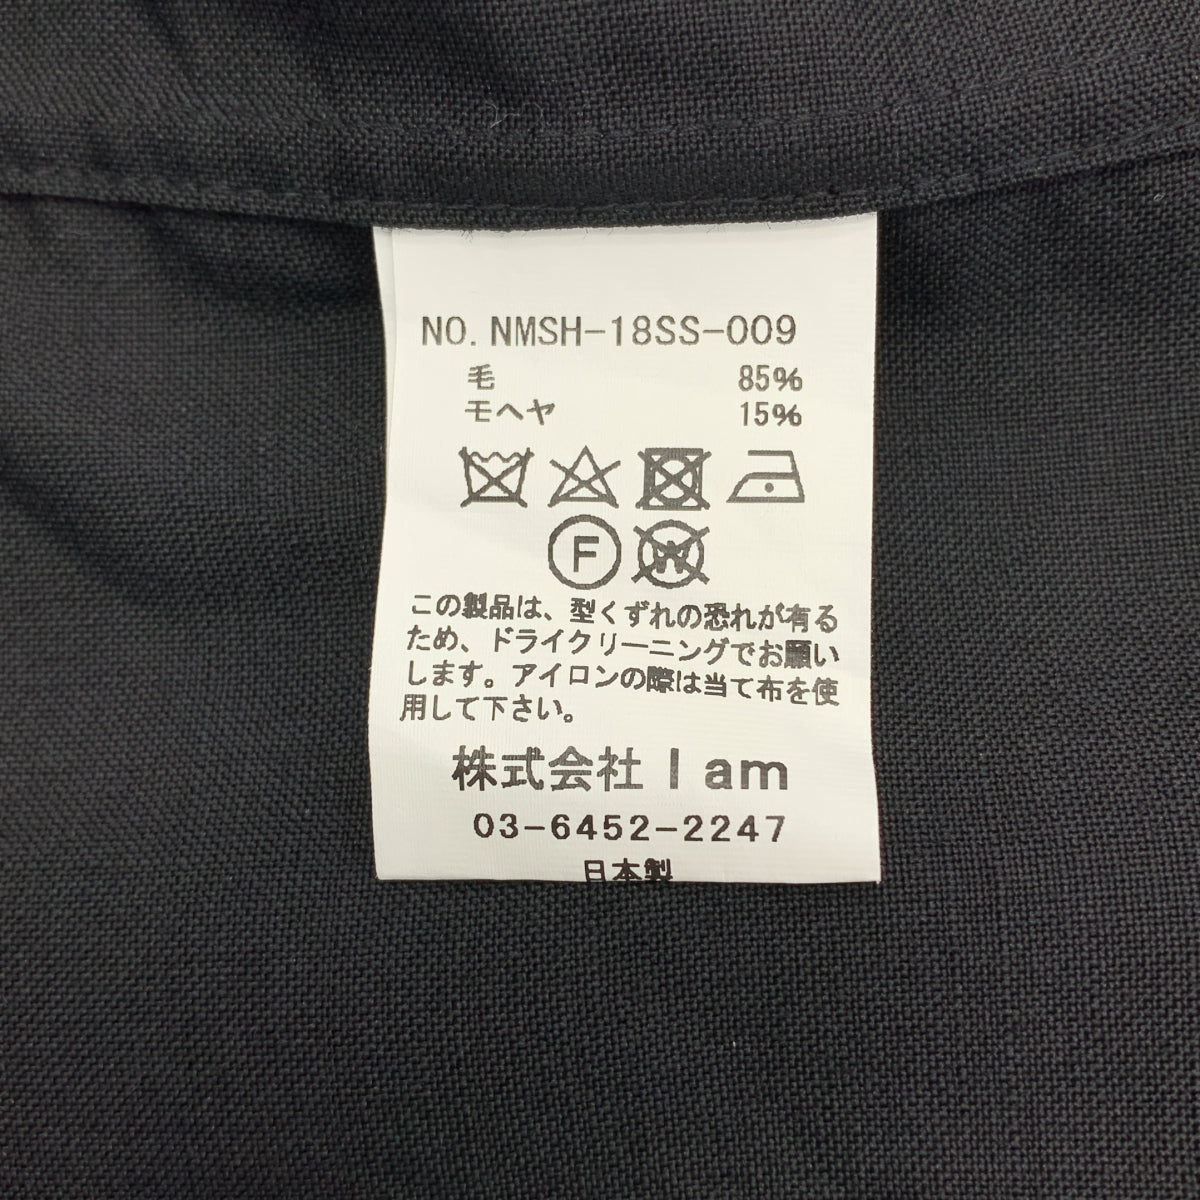 NO. NMSH-18SS-009
毛 85%
モヘヤ 15%
F W
この製品は、型くずれの恐れが有る
ため、ドライクリーニングでお願い
します。アイロンの際は当て布を使
用して下さい。
株式会社 I am
03-6452-2247
日本製